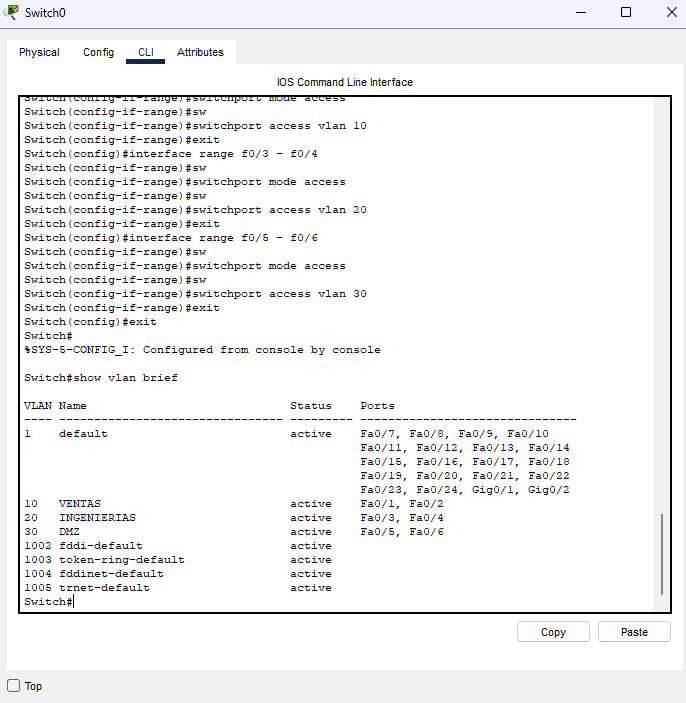 Switch0
Physical Config CLI Attributes
IOS Command Line Interface
Switch(config-if-range)#switchport mode access
Switch(config-if-range)#sw
Switch(config-if-range)#switchport access vlan 10
Switch(config-if-range)#exit
Switch(config)#interface range f0/3 - f0/4
Switch(config-if-range)#sw
Switch(config-if-range)#switchport mode access
Switch(config-if-range)#sw
Switch(config-if-range)#switchport access vlan 20
Switch(config-if-range)#exit
Switch(config)#interface range f0/5 - f0/6
Switch(config-if-range)#sw
Switch(config-if-range)#switchport mode access
Switch(config-if-range)#sw
Switch(config-if-range)#switchport access vlan 30
Switch(config-if-range)#exit
Switch(config)#exit
Switch#
%SYS-5-CONFIG_I: Configured from console by console
Switch#show vlan brief
VLAN Name                             Status    Ports
---- -------------------------------- --------- -------------------------------
1    default                          active    Fa0/7, Fa0/8, Fa0/9, Fa0/10
                                                Fa0/11, Fa0/12, Fa0/13, Fa0/14
                                                Fa0/15, Fa0/16, Fa0/17, Fa0/18
                                                Fa0/19, Fa0/20, Fa0/21, Fa0/22
                                                Fa0/23, Fa0/24, Gig0/1, Gig0/2
10   VENTAS                           active    Fa0/1, Fa0/2
20   INGENIERIAS                      active    Fa0/3, Fa0/4
30   DMZ                              active    Fa0/5, Fa0/6
1002 fddi-default                     active
1003 token-ring-default               active
1004 fddinet-default                  active
1005 trnet-default                    active
Switch#
Copy Paste
Top